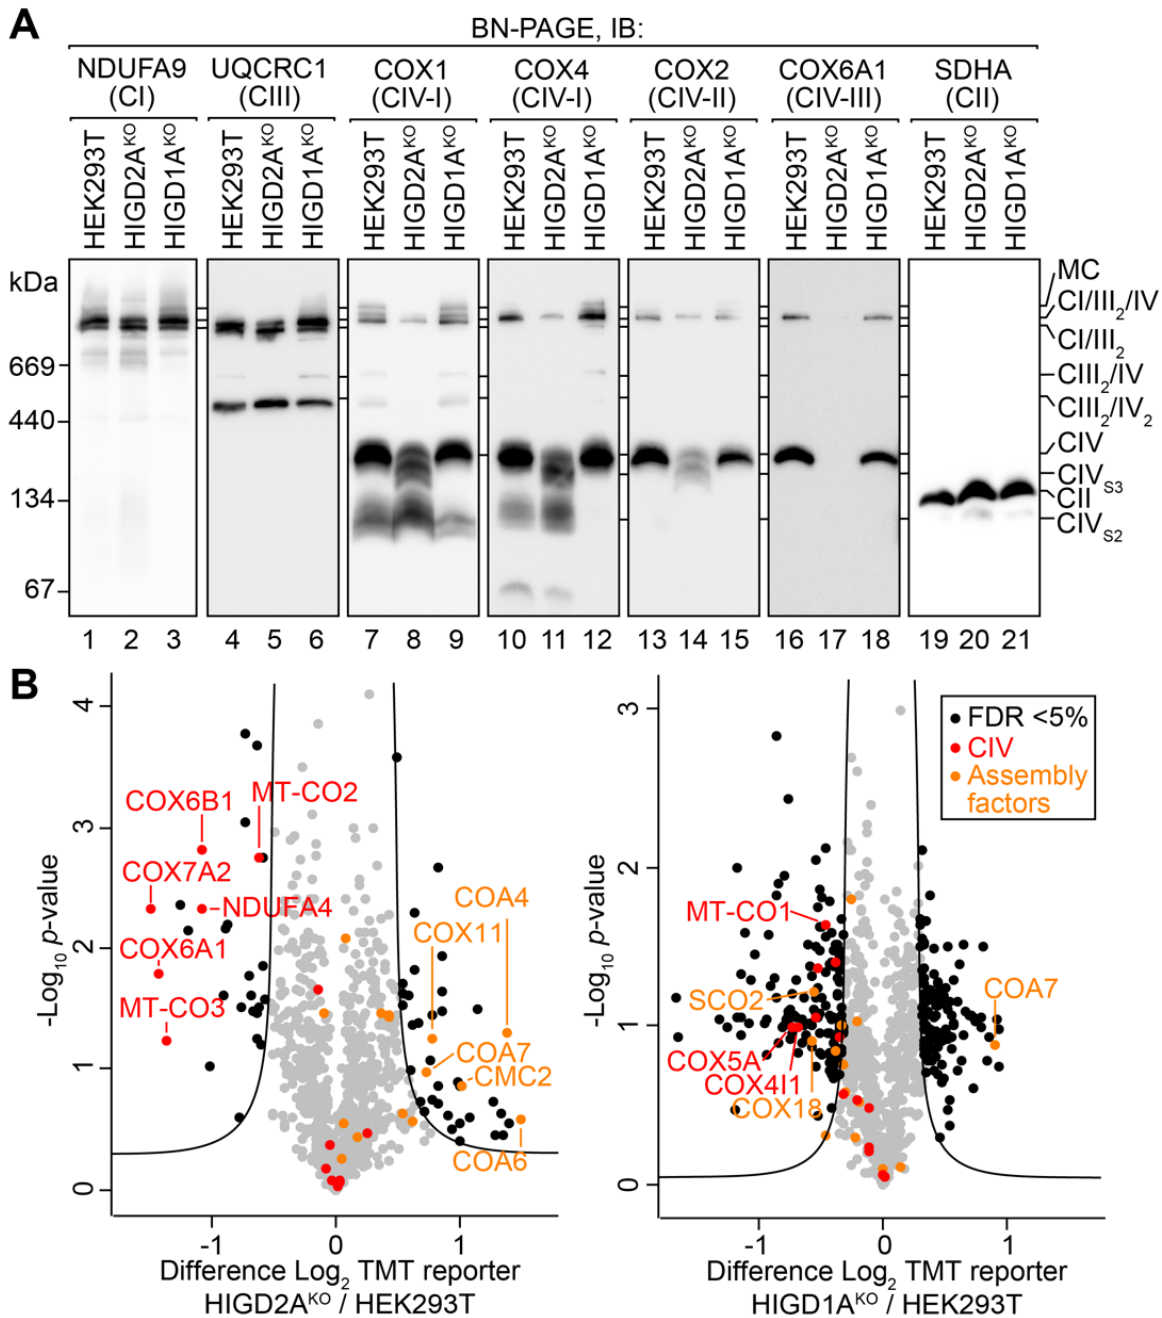 A
BN-PAGE, IB:
NDUFA9 UQCRC1 COX1 COX4 COX2 COX6A1 SDHA
(CI) (CIII) (CIV-I) (CIV-I) (CIV-II) (CIV-III) (CII)
HEK293T HIGD2AKO HIGD1AKO HEK293T HIGD2AKO HIGD1AKO HEK293T HIGD2AKO HIGD1AKO HEK293T HIGD2AKO HIGD1AKO HEK293T HIGD2AKO HIGD1AKO HEK293T HIGD2AKO HIGD1AKO HEK293T HIGD2AKO HIGD1AKO
kDa
669
440
134
67
MC
CI/III2/IV
CI/III2
CIII2/IV
CIII2/IV2
CIV
CIVS3
CII
CIVS2
1 2 3 4 5 6 7 8 9 10 11 12 13 14 15 16 17 18 19 20 21
B
4
3
2
1
0
-Log10 p-value
COX6B1
MT-CO2
COX7A2
NDUFA4
COX6A1
MT-CO3
COA4
COX11
COA7
CMC2
COA6
-1 0 1
Difference Log2 TMT reporter
HIGD2AKO / HEK293T
3
2
1
0
-Log10 p-value
FDR <5%
CIV
Assembly
factors
MT-CO1
SCO2
COA7
COX5A
COX4I1
COX18
-1 0 1
Difference Log2 TMT reporter
HIGD1AKO / HEK293T